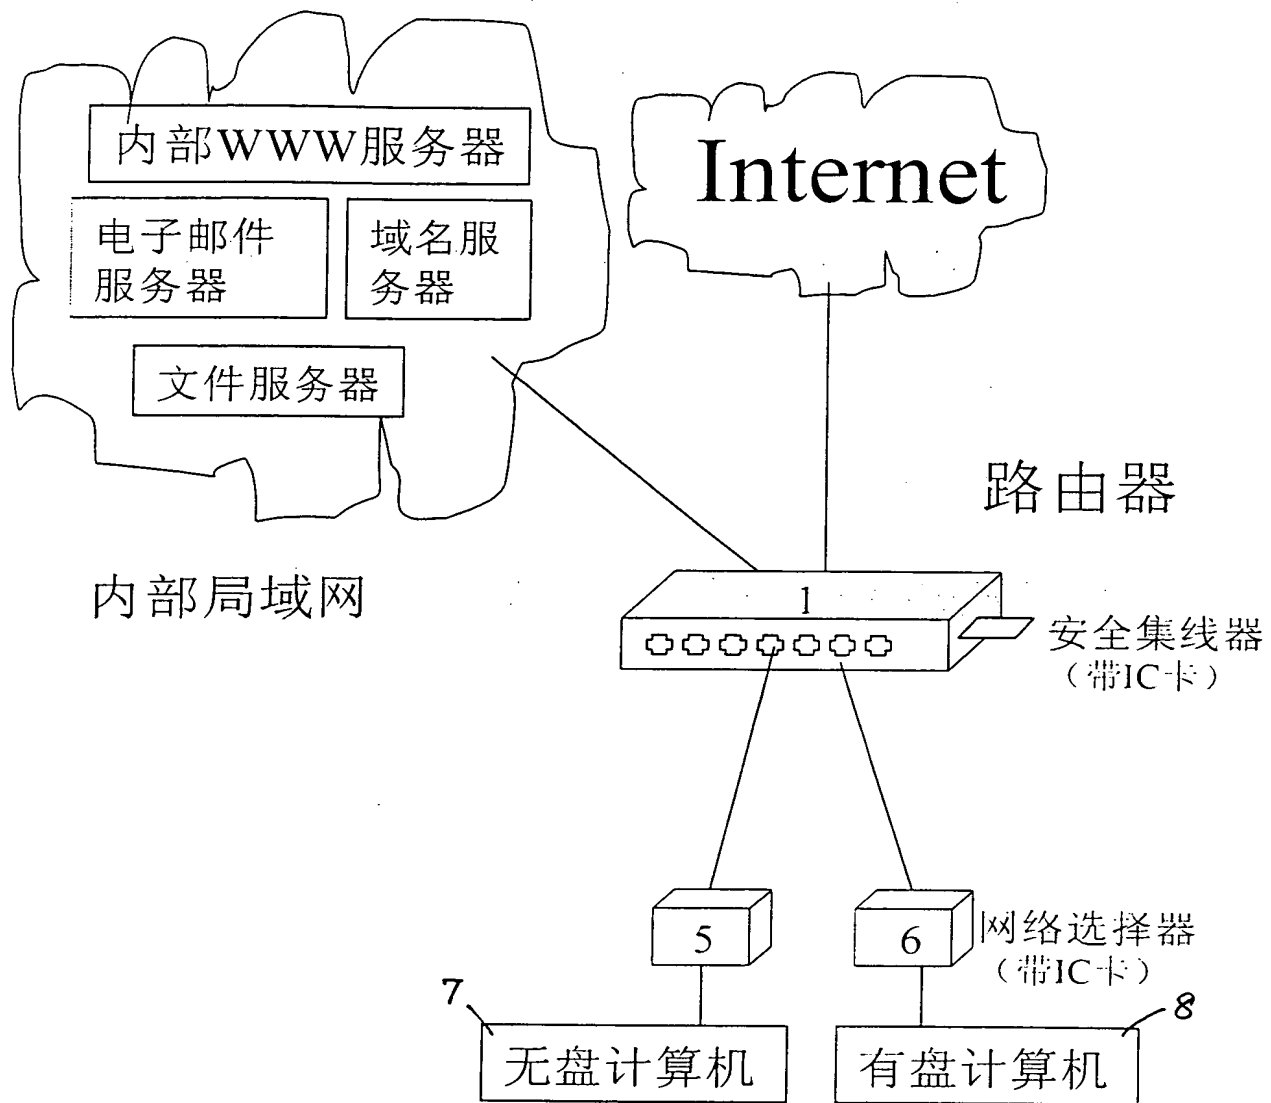 内部WWW服务器
电子邮件
服务器
域名服
务器
文件服务器
内部局域网
Internet
路由器
1
安全集线器
（带IC卡）
5
6
网络选择器
（带IC卡）
7
无盘计算机
8
有盘计算机